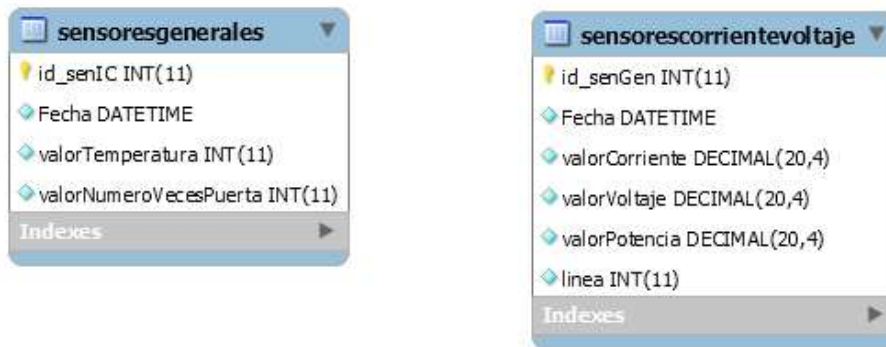 sensoresgenerales
id_senIC INT(11)
Fecha DATETIME
valorTemperatura INT(11)
valorNumeroVecesPuerta INT(11)
Indexes
sensorescorrientevoltaje
id_senGen INT(11)
Fecha DATETIME
valorCorriente DECIMAL(20,4)
valorVoltaje DECIMAL(20,4)
valorPotencia DECIMAL(20,4)
linea INT(11)
Indexes